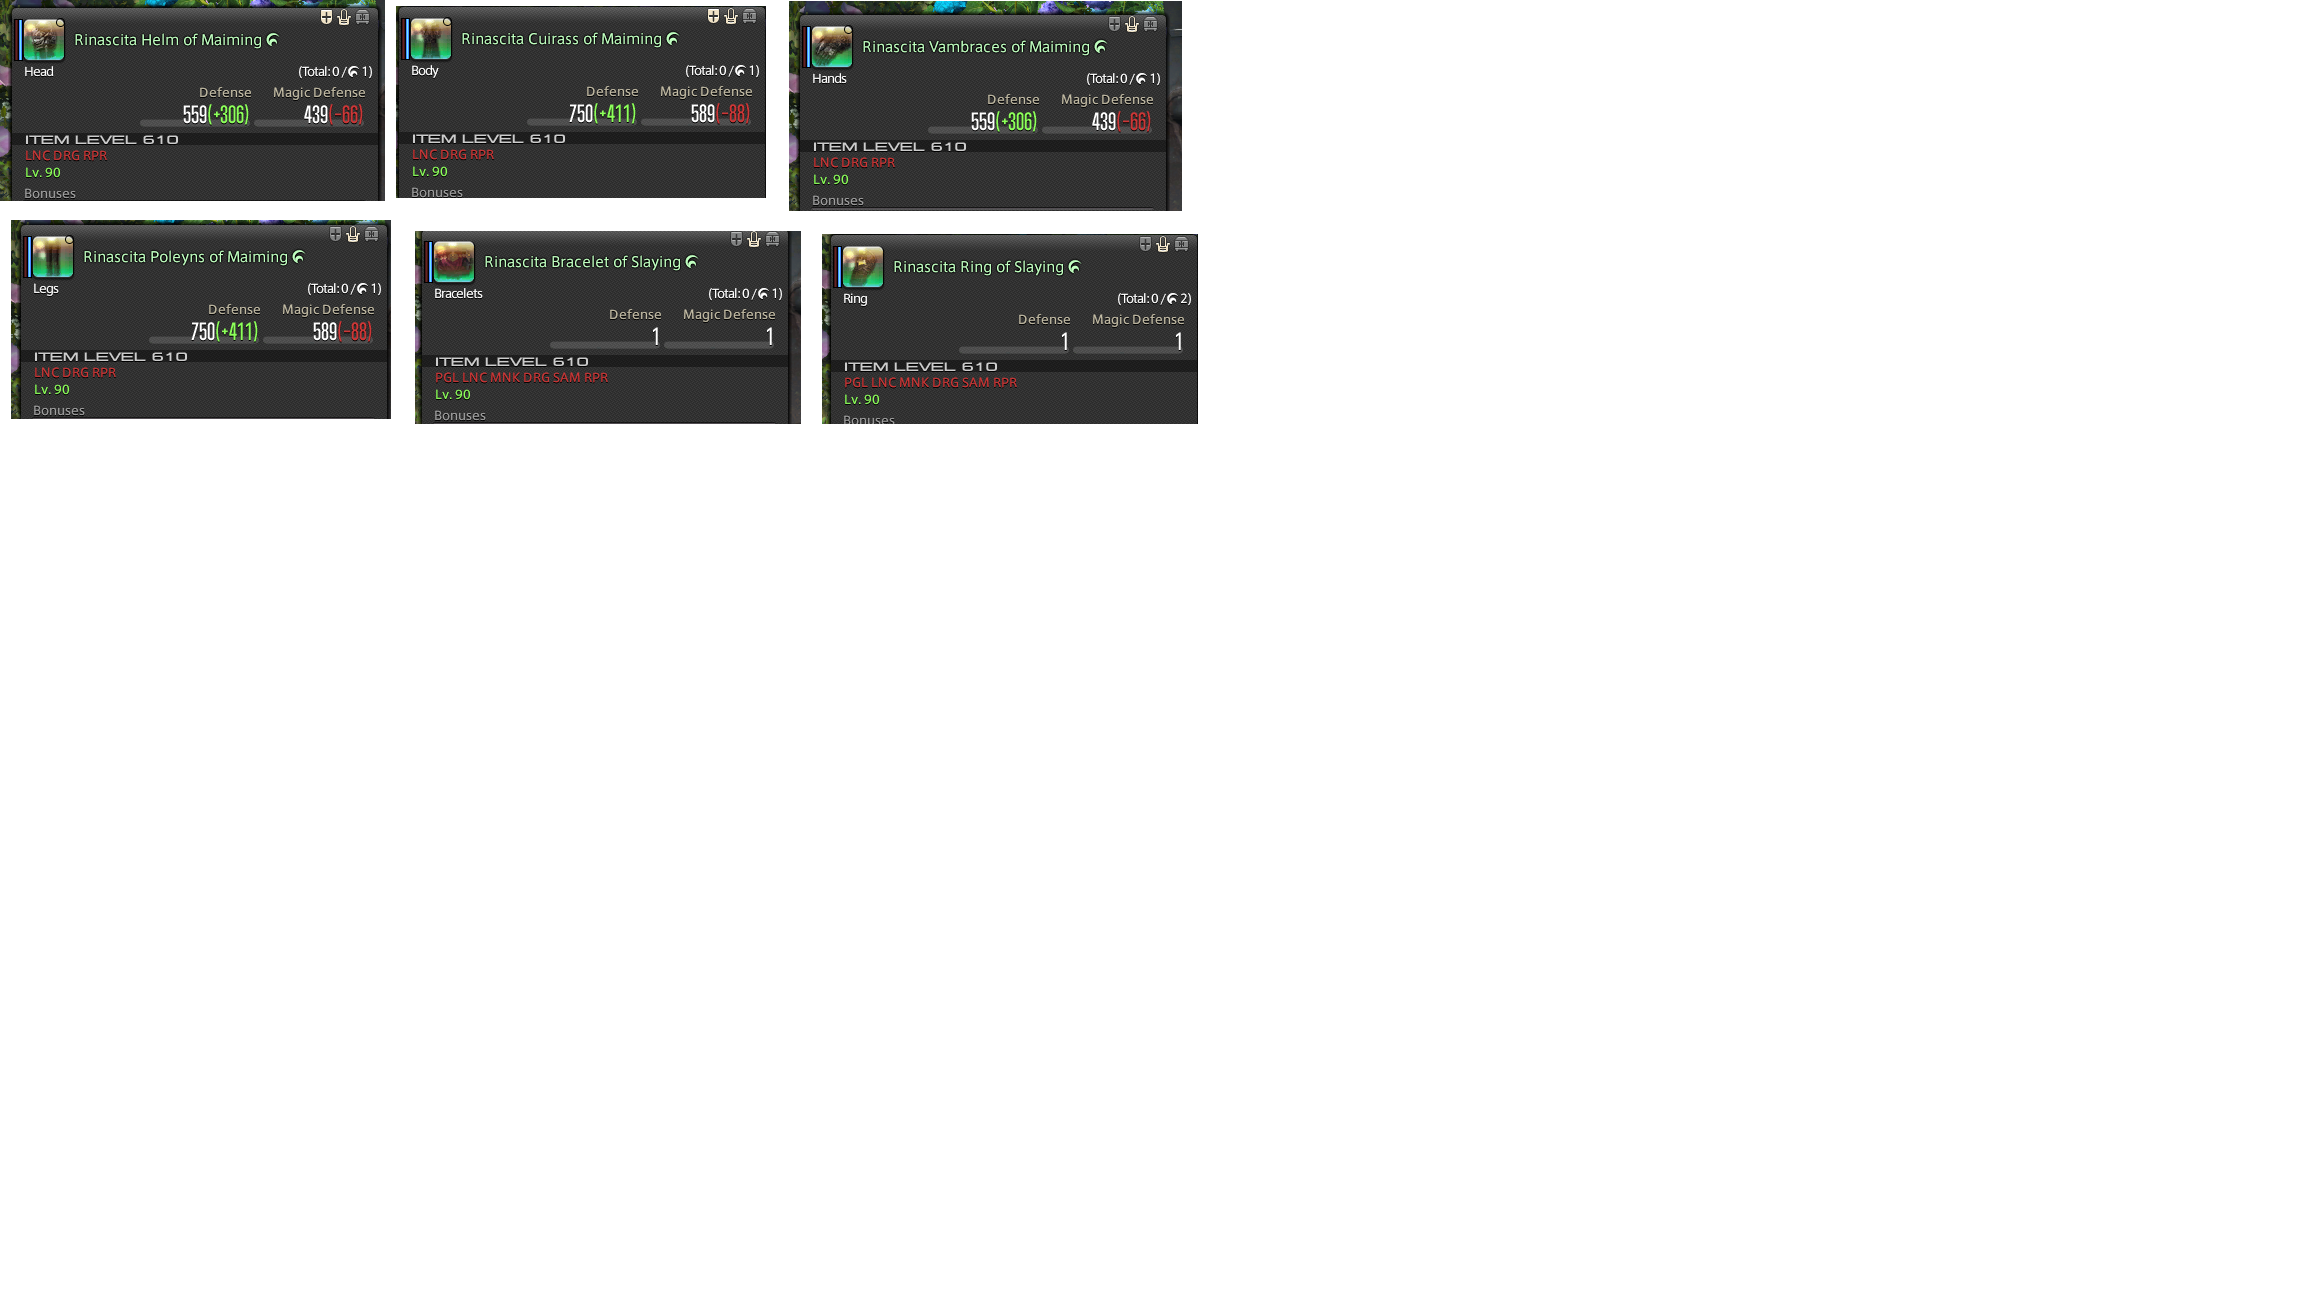 Rinascita Helm of Maiming
Head
(Total: 0 / 1)
Defense Magic Defense
559(+306) 439(-66)
ITEM LEVEL 610
LNC DRG RPR
Lv. 90
Bonuses
Rinascita Cuirass of Maiming
Body
(Total: 0 / 1)
Defense Magic Defense
750(+411) 589(-88)
ITEM LEVEL 610
LNC DRG RPR
Lv. 90
Bonuses
Rinascita Vambraces of Maiming
Hands
(Total: 0 / 1)
Defense Magic Defense
559(+306) 439(-66)
ITEM LEVEL 610
LNC DRG RPR
Lv. 90
Bonuses
Rinascita Poleyns of Maiming
Legs
(Total: 0 / 1)
Defense Magic Defense
750(+411) 589(-88)
ITEM LEVEL 610
LNC DRG RPR
Lv. 90
Bonuses
Rinascita Bracelet of Slaying
Bracelets
(Total: 0 / 1)
Defense Magic Defense
1 1
ITEM LEVEL 610
PGL LNC MNK DRG SAM RPR
Lv. 90
Bonuses
Rinascita Ring of Slaying
Ring
(Total: 0 / 2)
Defense Magic Defense
1 1
ITEM LEVEL 610
PGL LNC MNK DRG SAM RPR
Lv. 90
Bonuses